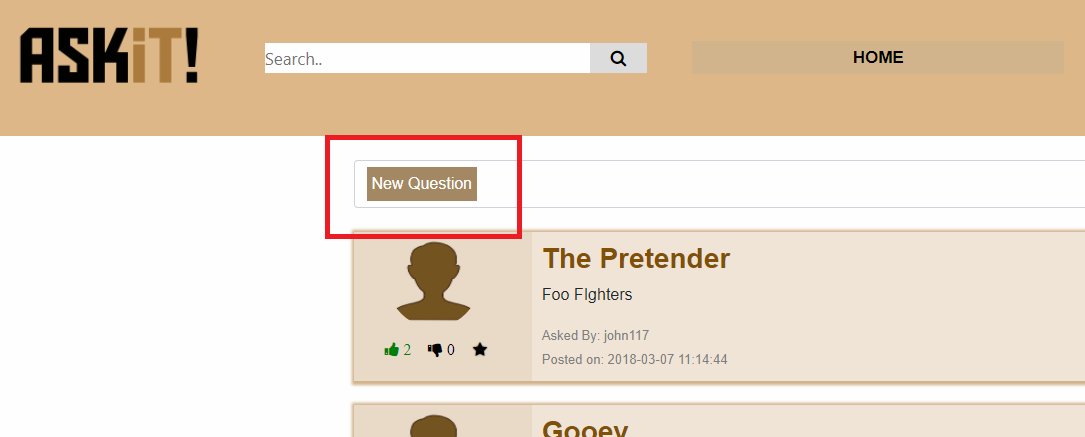 ASKiT!
Search..
HOME
New Question
The Pretender
Foo FIghters
Asked By: john117
2
0
Posted on: 2018-03-07 11:14:44
Gooey